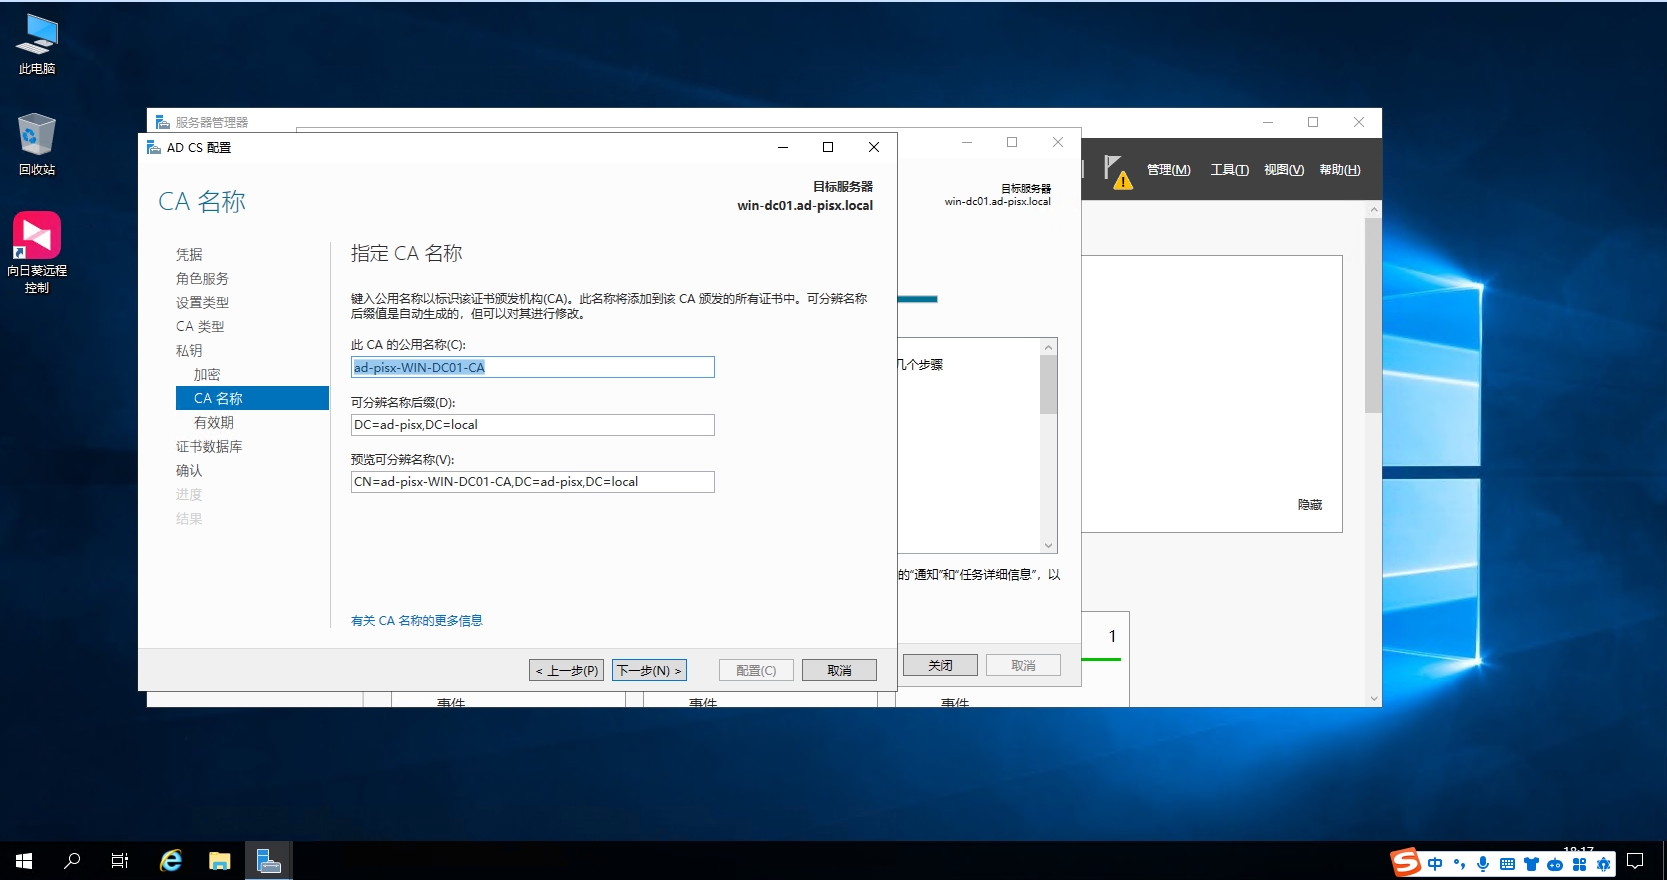 此电脑
回收站
向日葵远程
控制
服务器管理器
管理(M)
工具(T)
视图(V)
帮助(H)
AD CS 配置
CA 名称
目标服务器
win-dc01.ad-pisx.local
目标服务器
win-dc01.ad-pisx.local
凭据
角色服务
设置类型
CA 类型
私钥
加密
CA 名称
有效期
证书数据库
确认
进度
结果
指定 CA 名称
键入公用名称以标识该证书颁发机构(CA)。此名称将添加到该 CA 颁发的所有证书中。可分辨名称
后缀值是自动生成的，但可以对其进行修改。
此 CA 的公用名称(C):
ad-pisx-WIN-DC01-CA
可分辨名称后缀(D):
DC=ad-pisx,DC=local
预览可分辨名称(V):
CN=ad-pisx-WIN-DC01-CA,DC=ad-pisx,DC=local
有关 CA 名称的更多信息
< 上一步(P)
下一步(N) >
配置(C)
取消
几个步骤
的“通知”和“任务详细信息”，以
关闭
取消
隐藏
1
事件
事件
事件
中